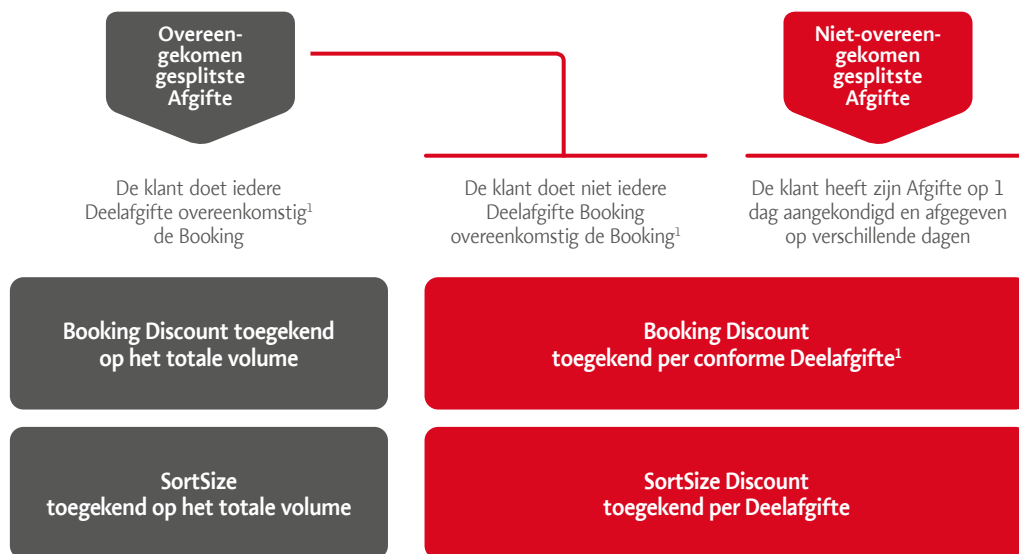 Overeen-
gekomen
gesplitste
Afgifte
Niet-overeen-
gekomen
gesplitste
Afgifte
De klant doet iedere
Deelafgifte overeenkomstig¹
de Booking
De klant doet niet iedere
Deelafgifte Booking
overeenkomstig de Booking¹
De klant heeft zijn Afgifte op 1
dag aangekondigd en afgegeven
op verschillende dagen
Booking Discount toegekend
op het totale volume
Booking Discount
toegekend per conforme Deelafgifte¹
SortSize
toegekend op het totale volume
SortSize Discount
toegekend per Deelafgifte